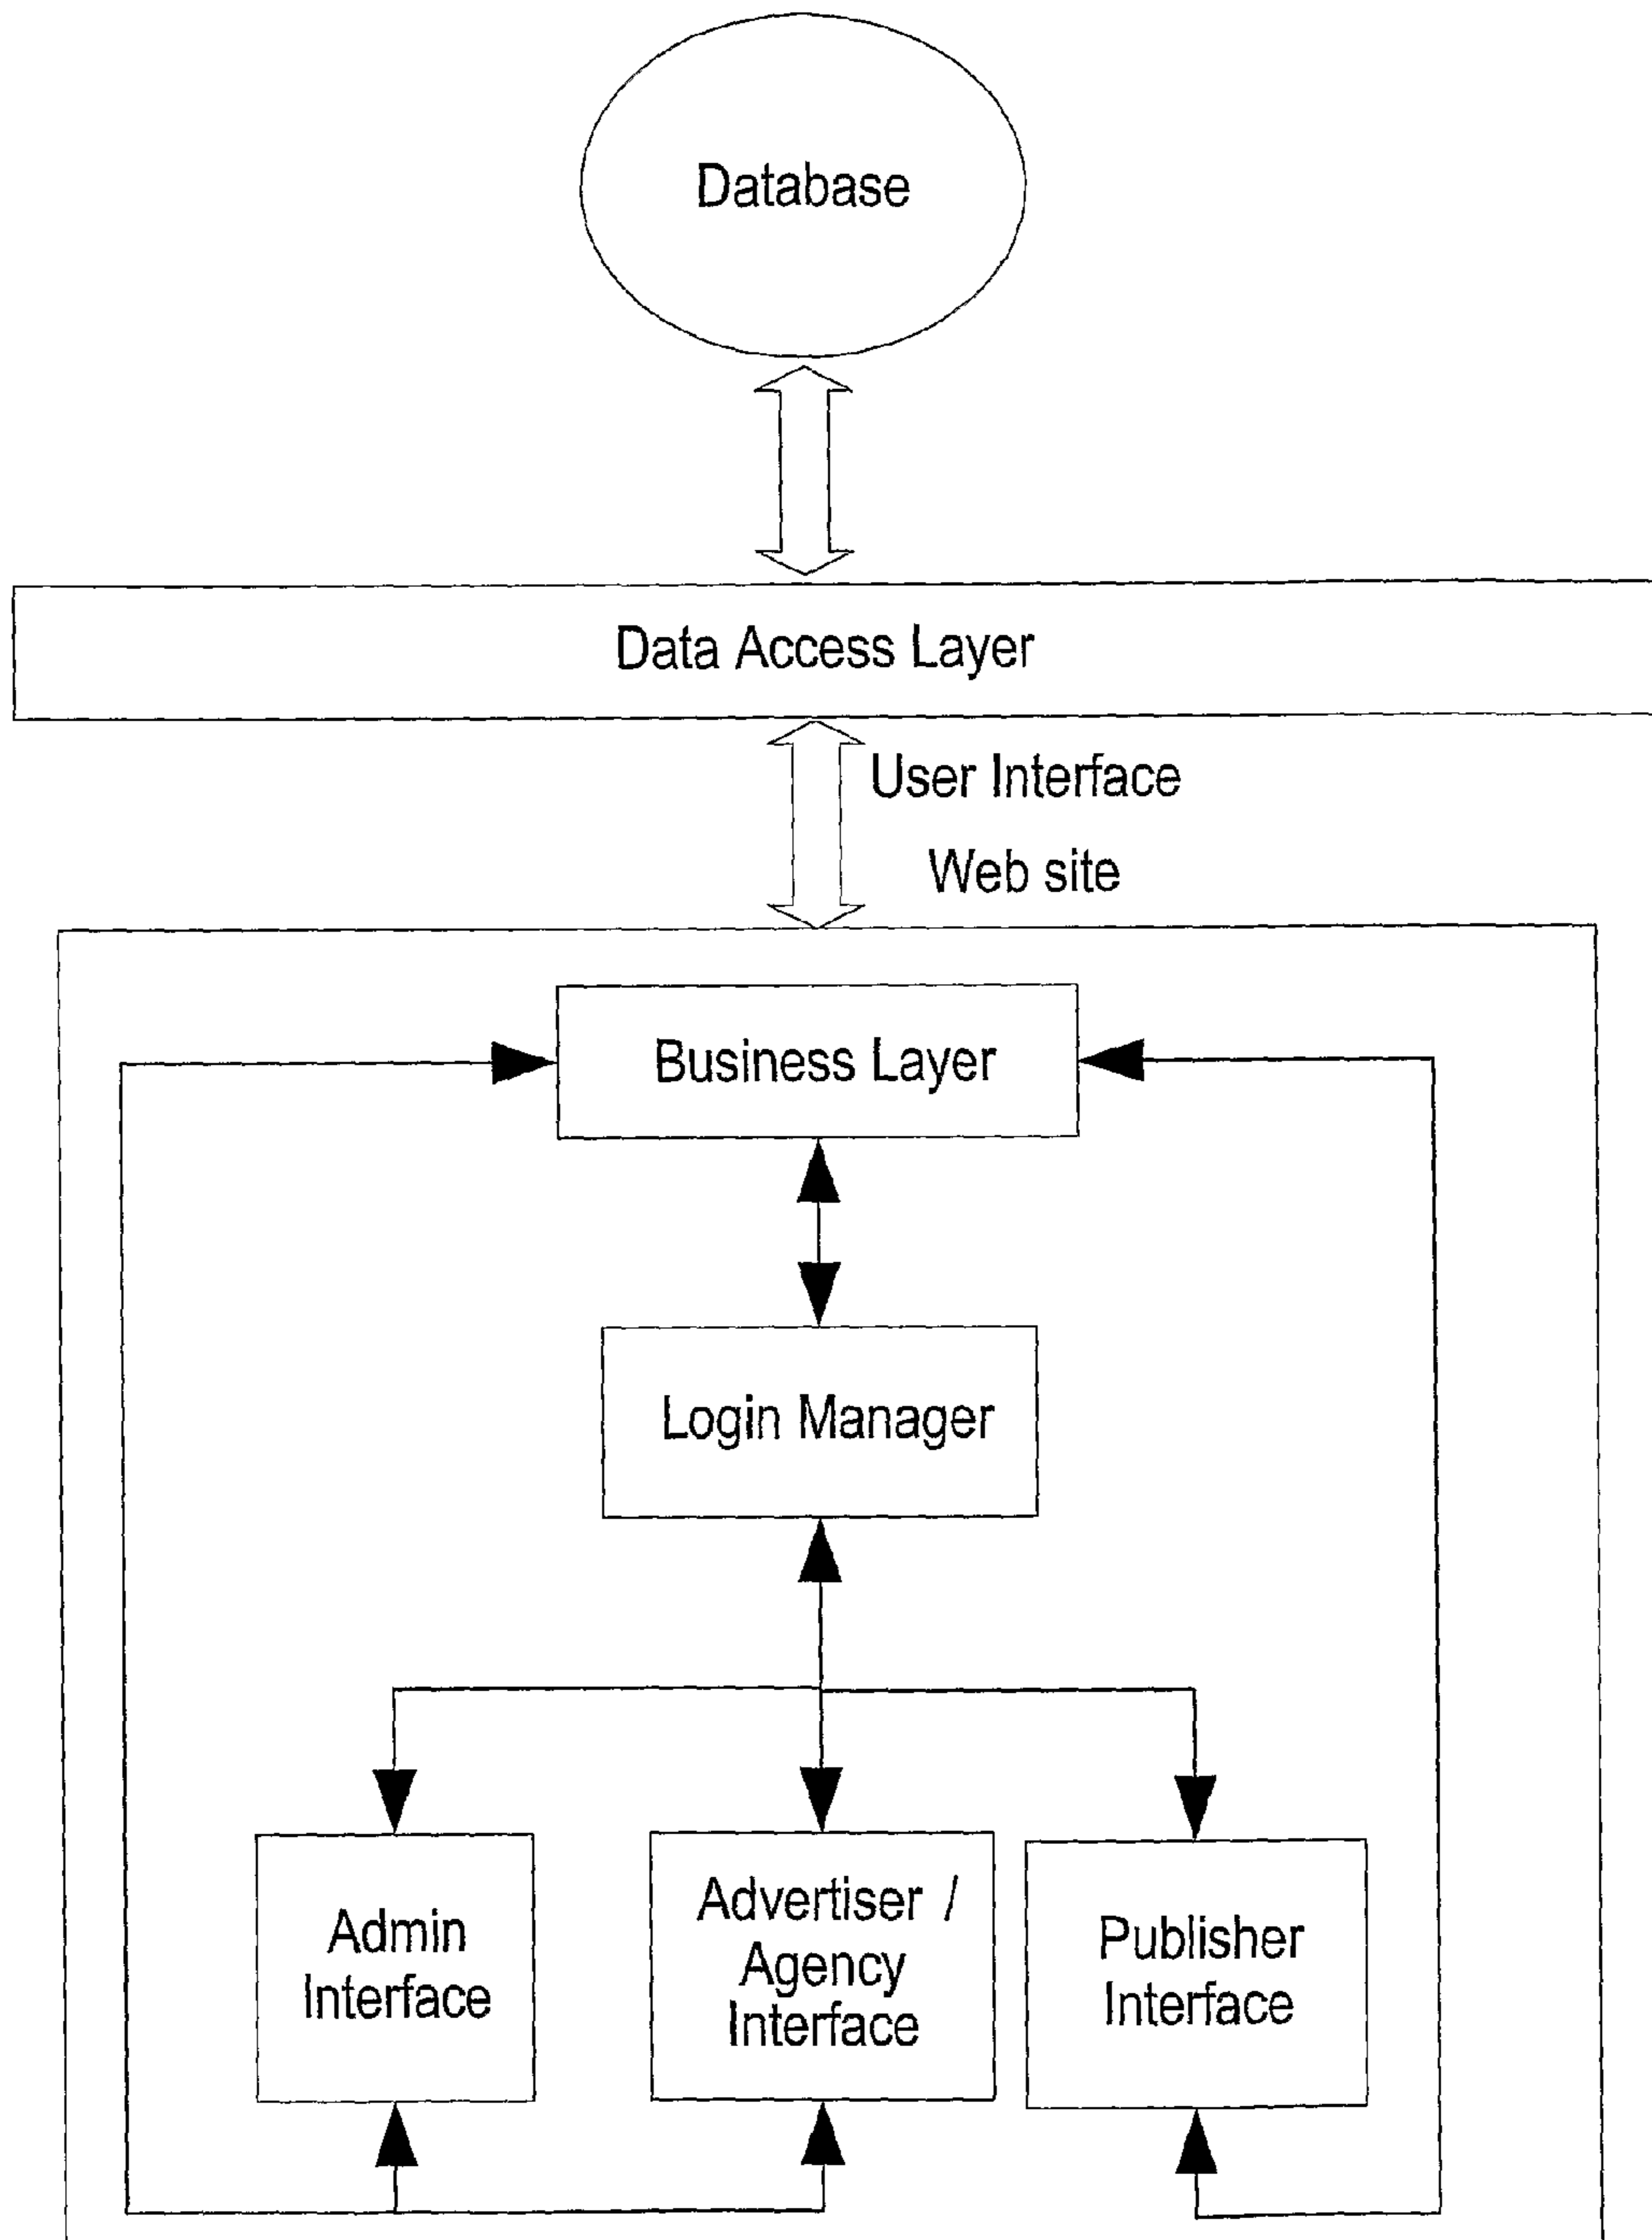 Database
Data Access Layer
User Interface
Web site
Business Layer
Login Manager
Admin
Interface
Advertiser /
Agency
Interface
Publisher
Interface